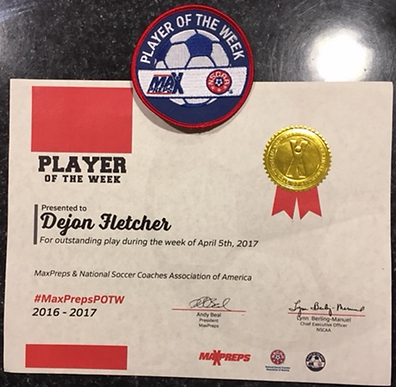 PLAYER OF THE WEEK
MAX
NSCAA
PLAYER
OF THE WEEK
Presented to
Dejon Fletcher
For outstanding play during the week of April 5th, 2017
MaxPreps & National Soccer Coaches Association of America
#MaxPrepsPOTW
2016 - 2017
Andy Beal
President
MaxPreps
Lynn Berling-Manuel
Chief Executive Officer
NSCAA
MAXPREPS